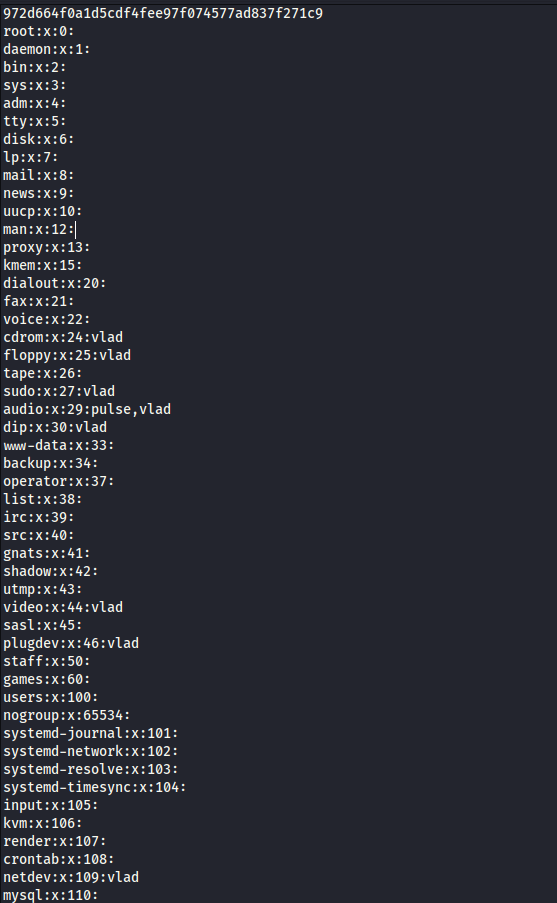 972d664f0a1d5cdf4fee97f074577ad837f271c9
root:x:0:
daemon:x:1:
bin:x:2:
sys:x:3:
adm:x:4:
tty:x:5:
disk:x:6:
lp:x:7:
mail:x:8:
news:x:9:
uucp:x:10:
man:x:12:
proxy:x:13:
kmem:x:15:
dialout:x:20:
fax:x:21:
voice:x:22:
cdrom:x:24:vlad
floppy:x:25:vlad
tape:x:26:
sudo:x:27:vlad
audio:x:29:pulse,vlad
dip:x:30:vlad
www-data:x:33:
backup:x:34:
operator:x:37:
list:x:38:
irc:x:39:
src:x:40:
gnats:x:41:
shadow:x:42:
utmp:x:43:
video:x:44:vlad
sasl:x:45:
plugdev:x:46:vlad
staff:x:50:
games:x:60:
users:x:100:
nogroup:x:65534:
systemd-journal:x:101:
systemd-network:x:102:
systemd-resolve:x:103:
systemd-timesync:x:104:
input:x:105:
kvm:x:106:
render:x:107:
crontab:x:108:
netdev:x:109:vlad
mysql:x:110: